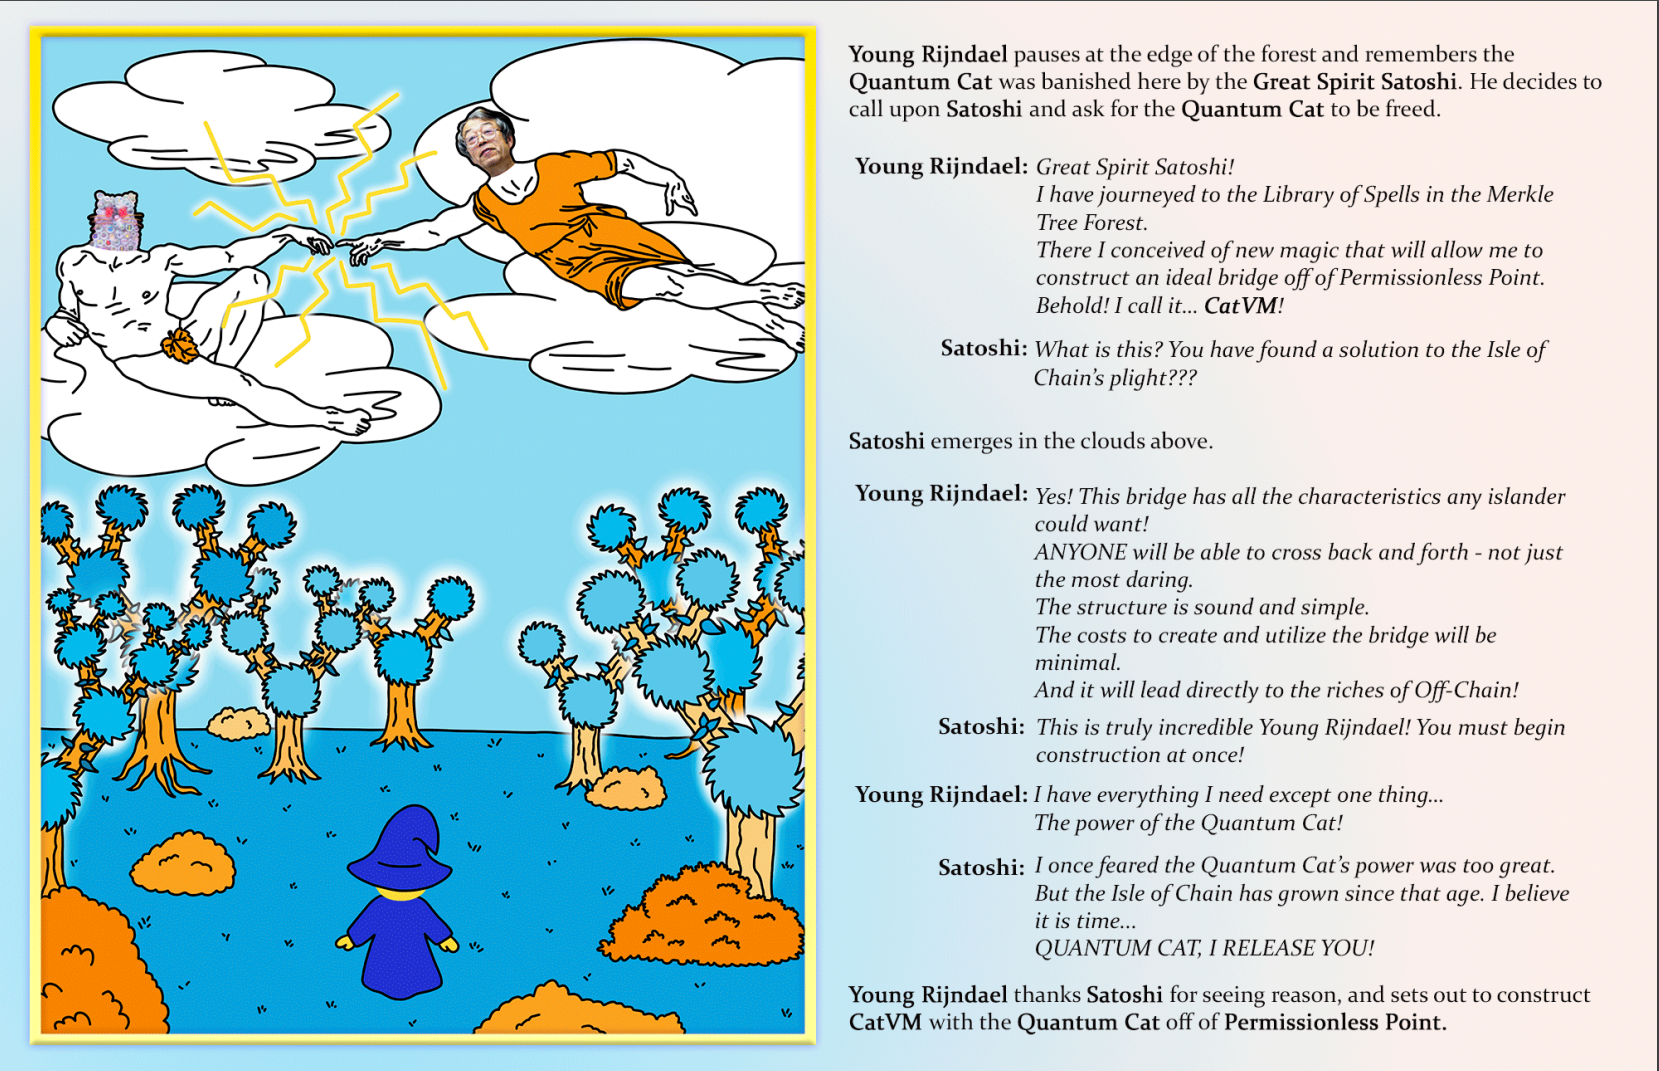 Young Rijndael pauses at the edge of the forest and remembers the
Quantum Cat was banished here by the Great Spirit Satoshi. He decides to
call upon Satoshi and ask for the Quantum Cat to be freed.
Young Rijndael: Great Spirit Satoshi!
I have journeyed to the Library of Spells in the Merkle
Tree Forest.
There I conceived of new magic that will allow me to
construct an ideal bridge off of Permissionless Point.
Behold! I call it... CatVM!
Satoshi: What is this? You have found a solution to the Isle of
Chain's plight???
Satoshi emerges in the clouds above.
Young Rijndael: Yes! This bridge has all the characteristics any islander
could want!
ANYONE will be able to cross back and forth - not just
the most daring.
The structure is sound and simple.
The costs to create and utilize the bridge will be
minimal.
And it will lead directly to the riches of Off-Chain!
Satoshi: This is truly incredible Young Rijndael! You must begin
construction at once!
Young Rijndael: I have everything I need except one thing...
The power of the Quantum Cat!
Satoshi: I once feared the Quantum Cat's power was too great.
But the Isle of Chain has grown since that age. I believe
it is time...
QUANTUM CAT, I RELEASE YOU!
Young Rijndael thanks Satoshi for seeing reason, and sets out to construct
CatVM with the Quantum Cat off of Permissionless Point.